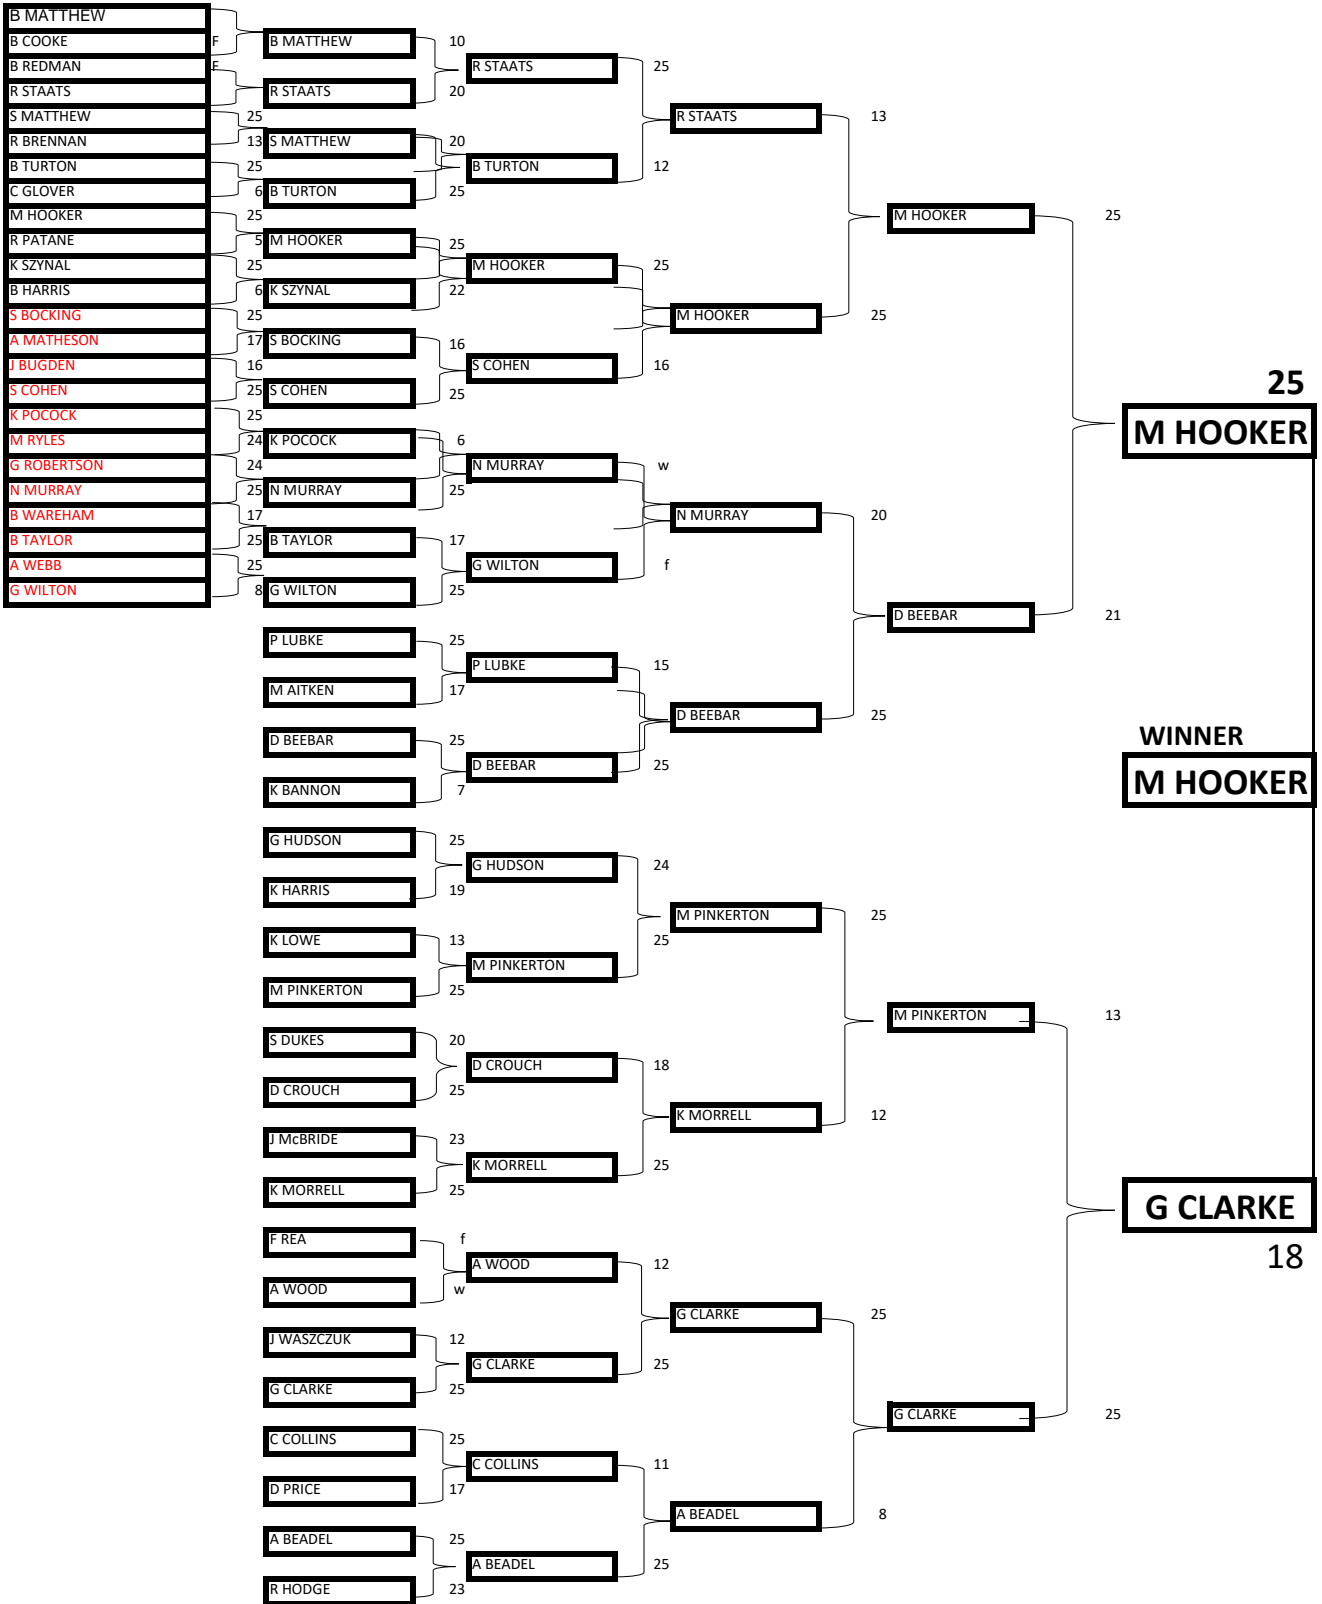 B MATTHEW
B COOKE F
B REDMAN F
R STAATS
S MATTHEW 25
R BRENNAN 13
B TURTON 25
C GLOVER 6
M HOOKER 25
R PATANE 5
K SZYNAL 25
B HARRIS 6
S BOCKING 25
A MATHESON 17
J BUGDEN 16
S COHEN 25
K POCOCK 25
M RYLES 24
G ROBERTSON 24
N MURRAY 25
B WAREHAM 17
B TAYLOR 25
A WEBB 25
G WILTON 8
B MATTHEW 10
R STAATS 20
S MATTHEW 20
B TURTON 25
M HOOKER 25
K SZYNAL 22
S BOCKING 16
S COHEN 25
K POCOCK 6
N MURRAY 25
B TAYLOR 17
G WILTON 25
P LUBKE 25
M AITKEN 17
D BEEBAR 25
K BANNON 7
G HUDSON 25
K HARRIS 19
K LOWE 13
M PINKERTON 25
S DUKES 20
D CROUCH 25
J McBRIDE 23
K MORRELL 25
F REA f
A WOOD w
J WASZCZUK 12
G CLARKE 25
C COLLINS 25
D PRICE 17
A BEADEL 25
R HODGE 23
R STAATS 25
B TURTON 12
M HOOKER 25
S COHEN 16
N MURRAY w
G WILTON f
P LUBKE 15
D BEEBAR 25
G HUDSON 24
M PINKERTON 25
D CROUCH 18
K MORRELL 25
A WOOD 12
G CLARKE 25
C COLLINS 11
A BEADEL 25
R STAATS 13
M HOOKER 25
N MURRAY 20
D BEEBAR 25
M PINKERTON 25
K MORRELL 12
G CLARKE 25
A BEADEL 8
M HOOKER 25
D BEEBAR 21
M PINKERTON 13
G CLARKE 25
25
M HOOKER
WINNER
M HOOKER
G CLARKE
18